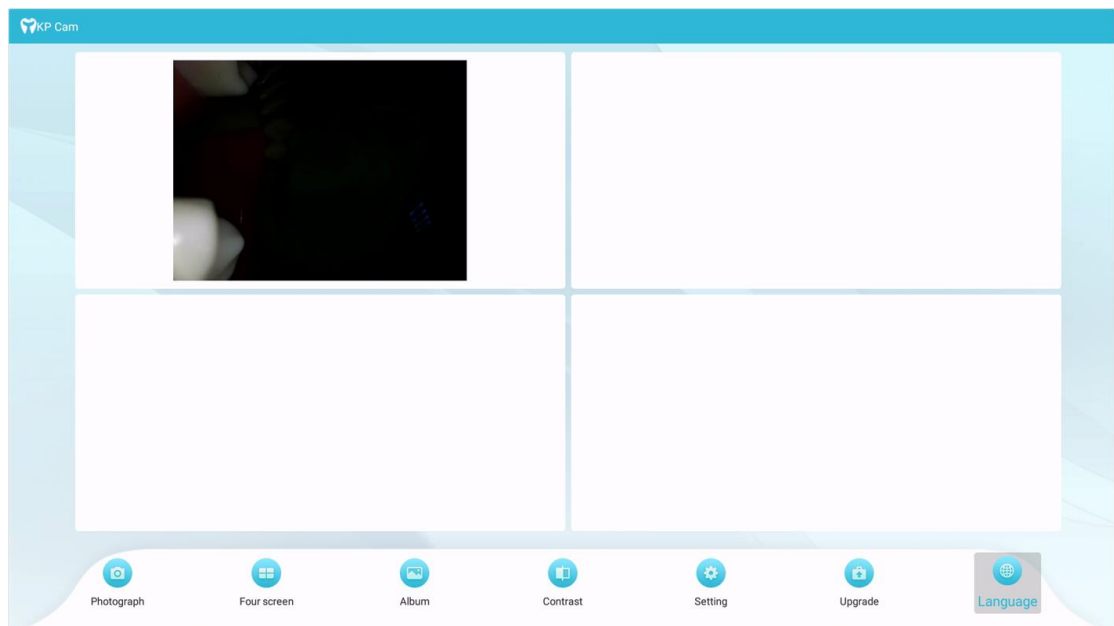 KP Cam
Photograph
Four screen
Album
Contrast
Setting
Upgrade
Language